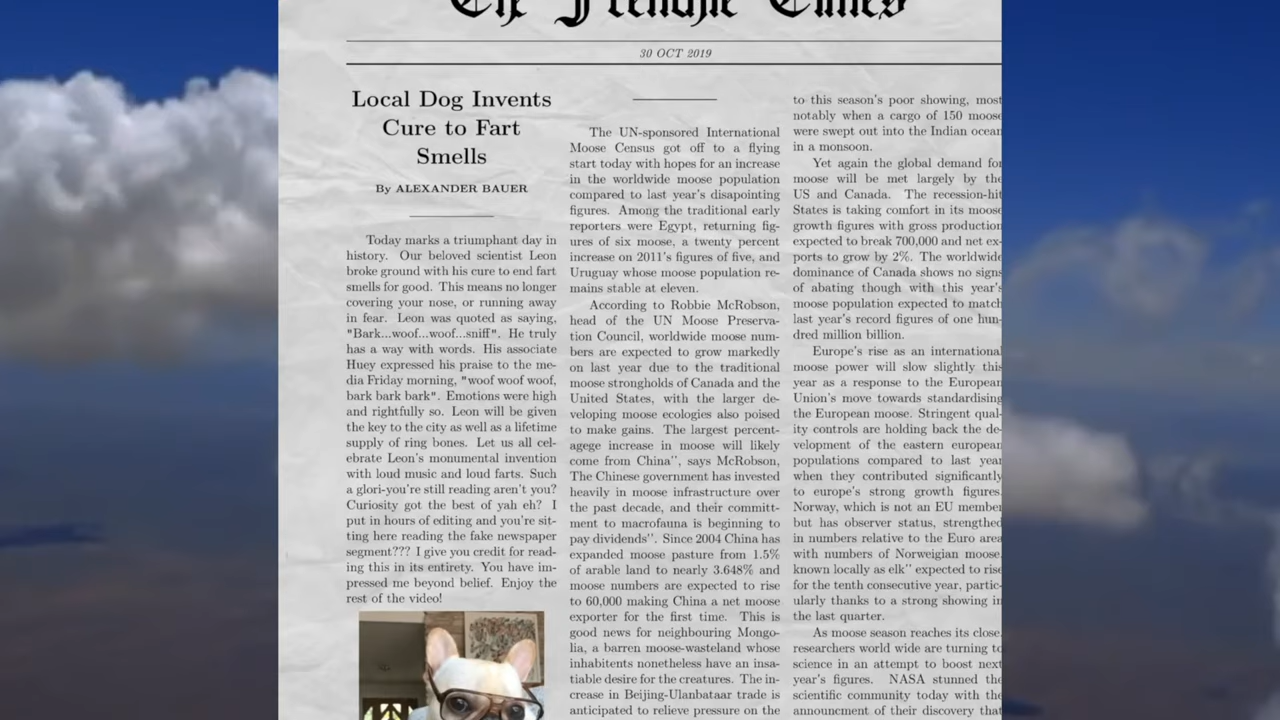 The Frenchie Times
30 OCT 2019
Local Dog Invents
Cure to Fart
Smells
By ALEXANDER BAUER
Today marks a triumphant day in
history. Our beloved scientist Leon
broke ground with his cure to end fart
smells for good. This means no longer
covering your nose, or running away
in fear. Leon was quoted as saying,
"Bark...woof...woof...sniff". He truly
has a way with words. His associate
Huey expressed his praise to the me-
dia Friday morning, "woof woof woof,
bark bark bark". Emotions were high
and rightfully so. Leon will be given
the key to the city as well as a lifetime
supply of ring bones. Let us all cel-
ebrate Leon's monumental invention
with loud music and loud farts. Such
a glori-you're still reading aren't you?
Curiosity got the best of yah eh? I
put in hours of editing and you're sit-
ting here reading the fake newspaper
segment??? I give you credit for read-
ing this in its entirety. You have im-
pressed me beyond belief. Enjoy the
rest of the video!
The UN-sponsored International
Moose Census got off to a flying
start today with hopes for an increase
in the worldwide moose population
compared to last year's disapointing
figures. Among the traditional early
reporters were Egypt, returning fig-
ures of six moose, a twenty percent
increase on 2011's figures of five, and
Uruguay whose moose population re-
mains stable at eleven.
According to Robbie McRobson,
head of the UN Moose Preserva-
tion Council, worldwide moose num-
bers are expected to grow markedly
on last year due to the traditional
moose strongholds of Canada and the
United States, with the larger de-
veloping moose ecologies also poised
to make gains. The largest percent-
agege increase in moose will likely
come from China", says McRobson,
The Chinese government has invested
heavily in moose infrastructure over
the past decade, and their committ-
ment to macrofauna is beginning to
pay dividends". Since 2004 China has
expanded moose pasture from 1.5%
of arable land to nearly 3.648% and
moose numbers are expected to rise
to 60,000 making China a net moose
exporter for the first time. This is
good news for neighbouring Mongo-
lia, a barren moose-wasteland whose
inhabitents nonetheless have an insa-
tiable desire for the creatures. The in-
crease in Beijing-Ulanbataar trade is
anticipated to relieve pressure on the
to this season's poor showing, most
notably when a cargo of 150 moose
were swept out into the Indian ocean
in a monsoon.
Yet again the global demand for
moose will be met largely by the
US and Canada. The recession-hit
States is taking comfort in its moose
growth figures with gross production
expected to break 700,000 and net ex-
ports to grow by 2%. The worldwide
dominance of Canada shows no signs
of abating though with this year's
moose population expected to match
last year's record figures of one hun-
dred million billion.
Europe's rise as an international
moose power will slow slightly this
year as a response to the European
Union's move towards standardising
the European moose. Stringent qual-
ity controls are holding back the de-
velopment of the eastern european
populations compared to last year
when they contributed significantly
to europe's strong growth figures.
Norway, which is not an EU member
but has observer status, strengthed
in numbers relative to the Euro area
with numbers of Norweigian moose,
known locally as elk" expected to rise
for the tenth consecutive year, partic-
ularly thanks to a strong showing in
the last quarter.
As moose season reaches its close,
researchers world wide are turning to
science in an attempt to boost next
year's figures. NASA stunned the
scientific community today with the
announcment of their discovery that